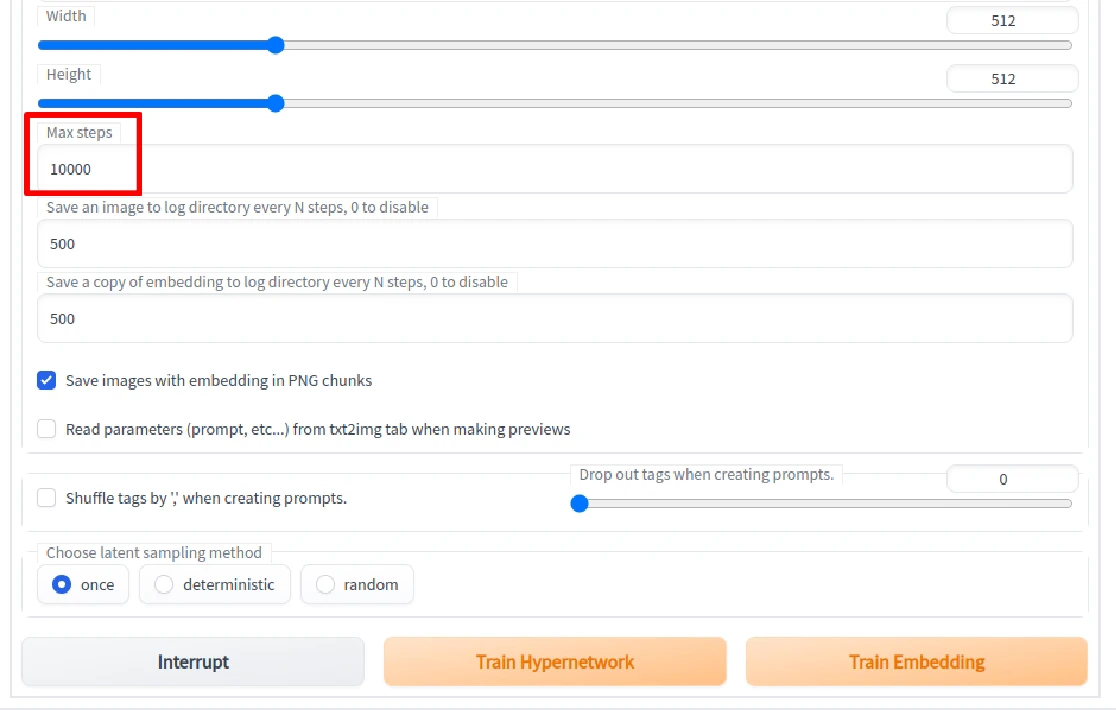 Width
512
Height
512
Max steps
10000
Save an image to log directory every N steps, 0 to disable
500
Save a copy of embedding to log directory every N steps, 0 to disable
500
Save images with embedding in PNG chunks
Read parameters (prompt, etc...) from txt2img tab when making previews
Shuffle tags by ',' when creating prompts.
Drop out tags when creating prompts.
0
Choose latent sampling method
once deterministic random
Interrupt Train Hypernetwork Train Embedding